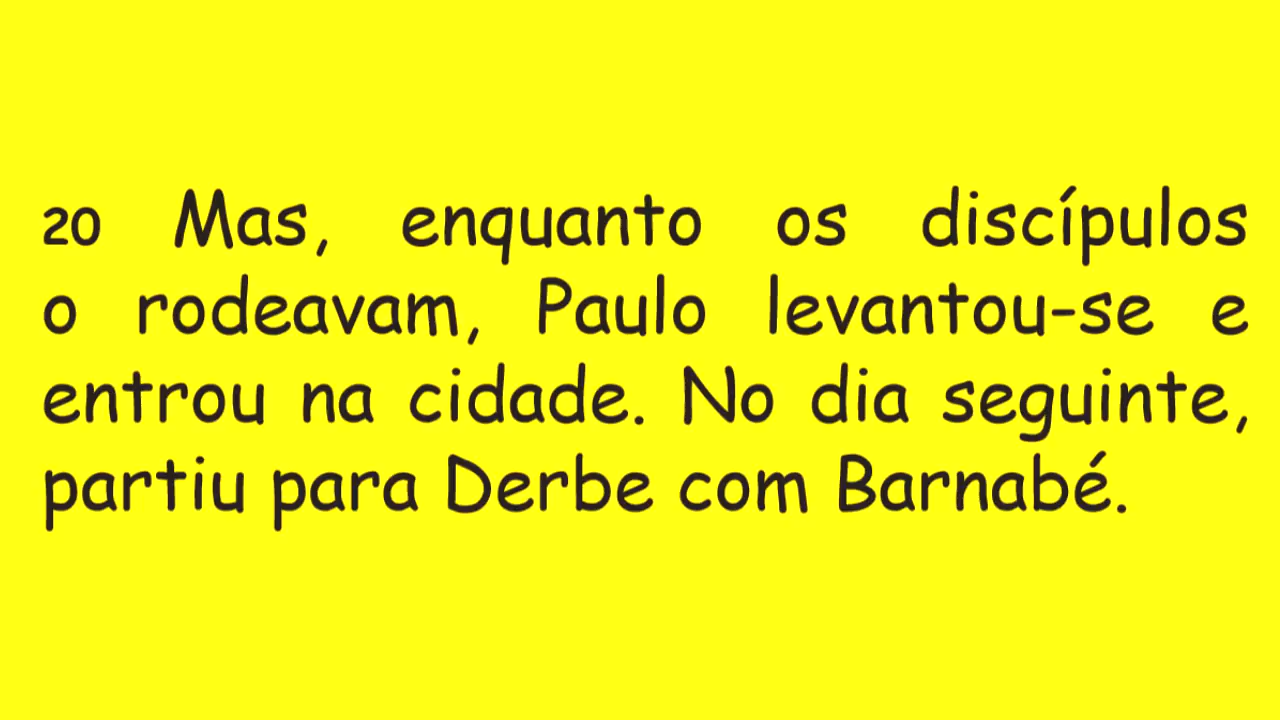 20 Mas, enquanto os discípulos
o rodeavam, Paulo levantou-se e
entrou na cidade. No dia seguinte,
partiu para Derbe com Barnabé.